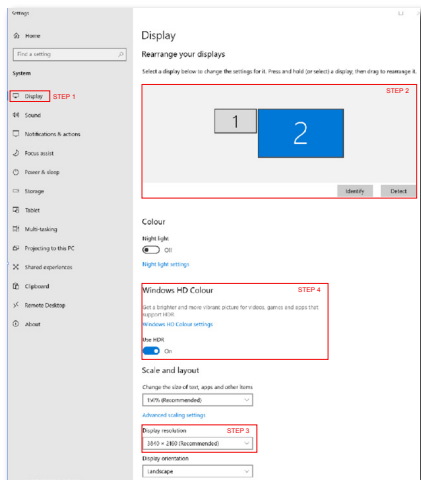 Settings
Home
Find a setting
System
Display
STEP 1
Sound
Notifications & actions
Focus assist
Power & sleep
Storage
Tablet
Multi-tasking
Projecting to this PC
Shared experiences
Clipboard
Remote Desktop
About
Display
Rearrange your displays
Select a display below to change the settings for it. Press and hold (or select) a display, then drag to rearrange it.
STEP 2
1
2
Identify
Detect
Colour
Night light
Off
Night light settings
Windows HD Colour
STEP 4
Get a brighter and more vibrant picture for videos, games and apps that
support HDR.
Windows HD Colour settings
Use HDR
On
Scale and layout
Change the size of text, apps and other items
(Recommended)
Advanced scaling settings
Display resolution
STEP 3
3840 × 2160 (Recommended)
Display orientation
Landscape